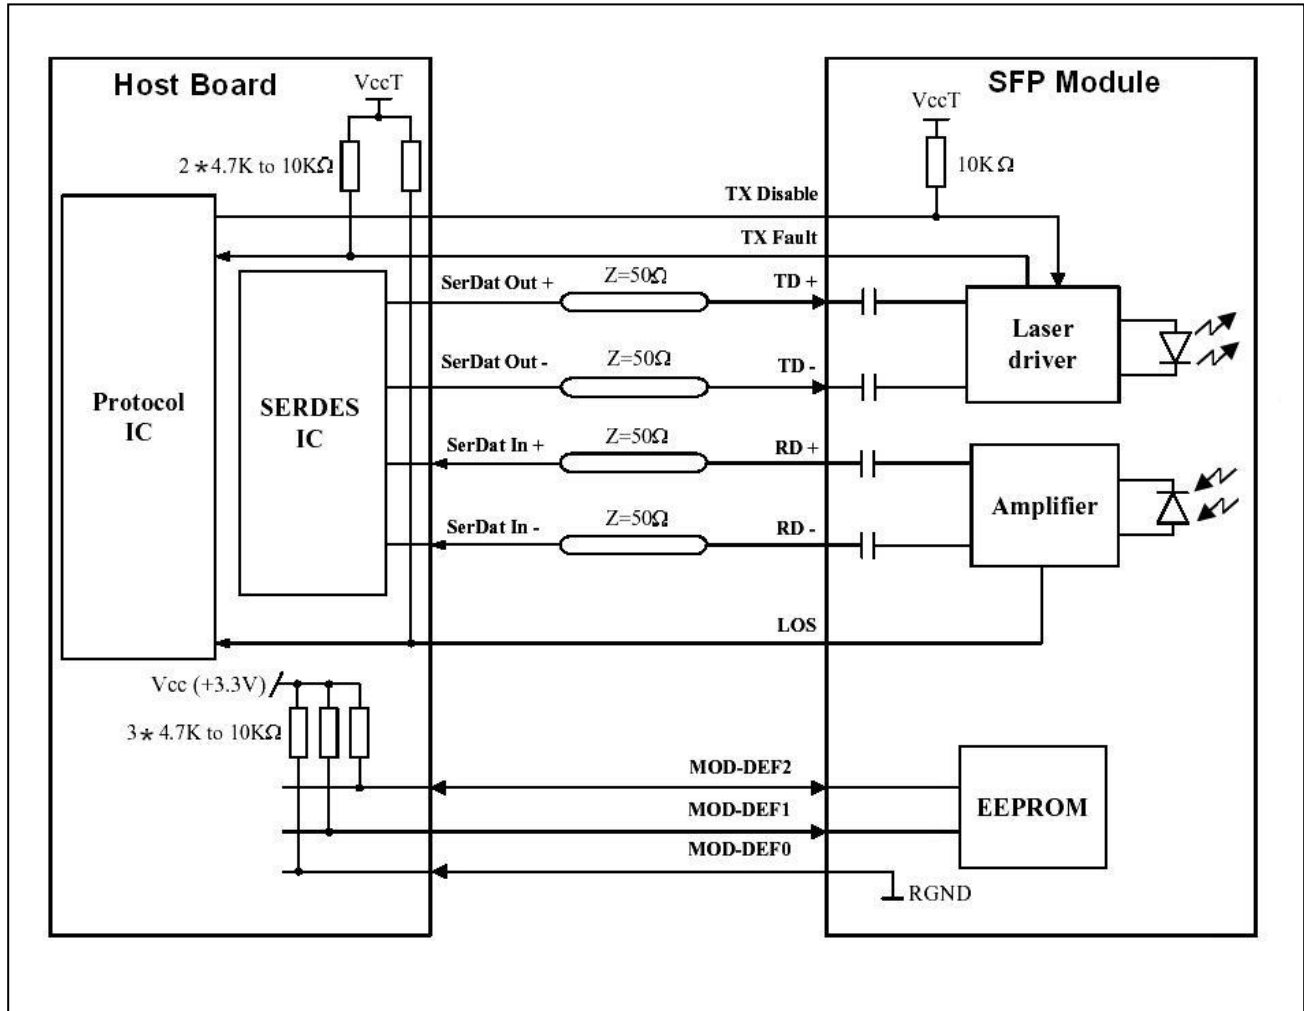 Host Board
SFP Module
VccT
VccT
2*4.7K to 10KΩ
10KΩ
TX Disable
TX Fault
SerDat Out +
Z=50Ω
TD +
Laser
driver
SerDat Out -
Z=50Ω
TD -
Protocol
IC
SERDES
IC
SerDat In +
Z=50Ω
RD +
Amplifier
SerDat In -
Z=50Ω
RD -
LOS
Vcc (+3.3V)
3* 4.7K to 10KΩ
MOD-DEF2
MOD-DEF1
EEPROM
MOD-DEF0
RGND